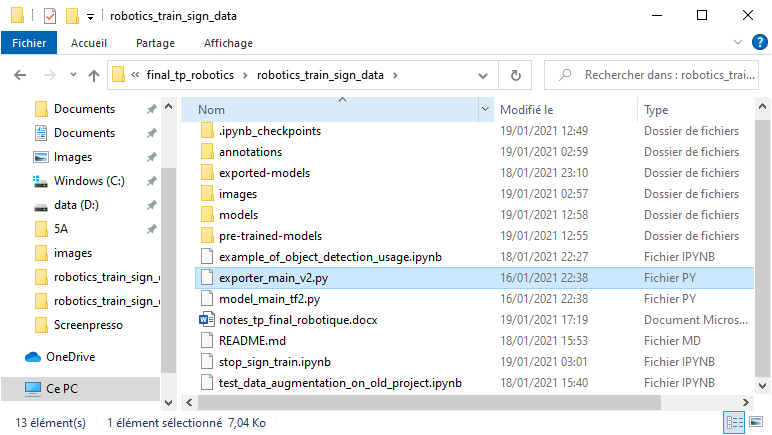 robotics_train_sign_data
Fichier Accueil Partage Affichage
« final_tp_robotics › robotics_train_sign_data › Rechercher dans : robotics_trai...
Nom Modifié le Type
Documents
Documents
Images
Windows (C:)
data (D:)
5A
images
robotics_train_sign_
robotics_train_sign_
Screenpresso
OneDrive
Ce PC
.ipynb_checkpoints 19/01/2021 12:49 Dossier de fichiers
annotations 19/01/2021 02:59 Dossier de fichiers
exported-models 18/01/2021 23:10 Dossier de fichiers
images 19/01/2021 02:57 Dossier de fichiers
models 19/01/2021 12:58 Dossier de fichiers
pre-trained-models 19/01/2021 12:55 Dossier de fichiers
example_of_object_detection_usage.ipynb 18/01/2021 22:27 Fichier IPYNB
exporter_main_v2.py 16/01/2021 22:38 Fichier PY
model_main_tf2.py 16/01/2021 22:38 Fichier PY
notes_tp_final_robotique.docx 19/01/2021 17:19 Document Micros...
README.md 18/01/2021 15:53 Fichier MD
stop_sign_train.ipynb 19/01/2021 03:01 Fichier IPYNB
test_data_augmentation_on_old_project.ipynb 18/01/2021 15:40 Fichier IPYNB
13 élément(s) 1 élément sélectionné 7,04 Ko